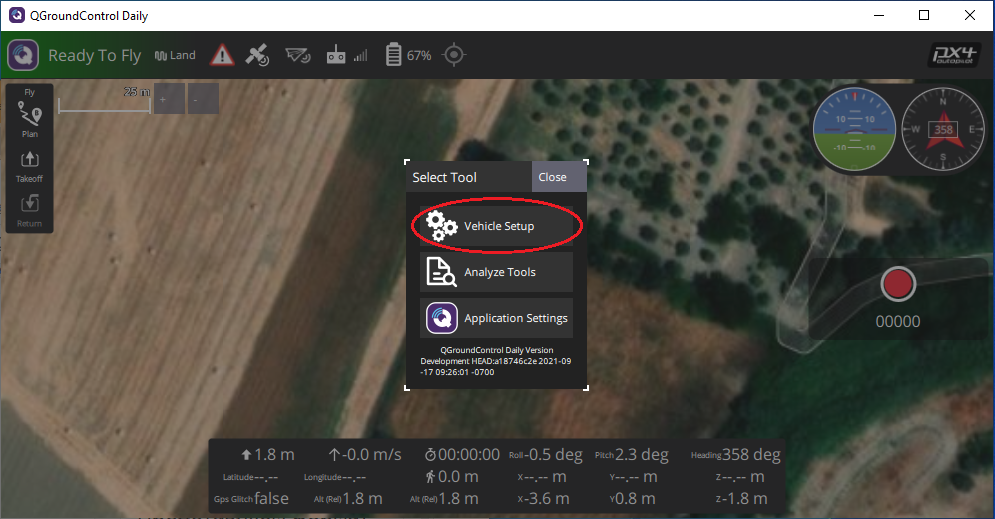 QGroundControl Daily
Ready To Fly
Land
67%
px4
autopilot
Fly
Plan
Takeoff
Return
25 m
+
-
10 10
-10 -10
N
W 358 E
S
Select Tool
Close
Vehicle Setup
Analyze Tools
Application Settings
QGroundControl Daily Version
Development HEAD:a18746c2e 2021-09
-17 09:26:01 -0700
00000
1.8 m -0.0 m/s 00:00:00 Roll -0.5 deg Pitch 2.3 deg Heading 358 deg
Latitude --.-- Longitude --.-- 0.0 m X --.-- Y --.-- Z --.--
Gps Glitch false Alt (Rel) 1.8 m Alt (Rel) 1.8 m X -3.6 m Y 0.8 m Z -1.8 m